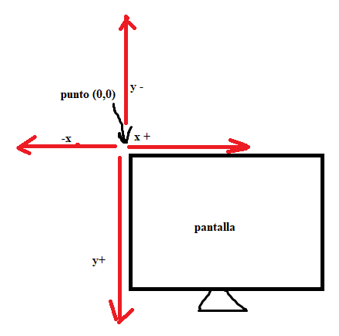 y -
punto (0,0)
-x
x +
pantalla
y+